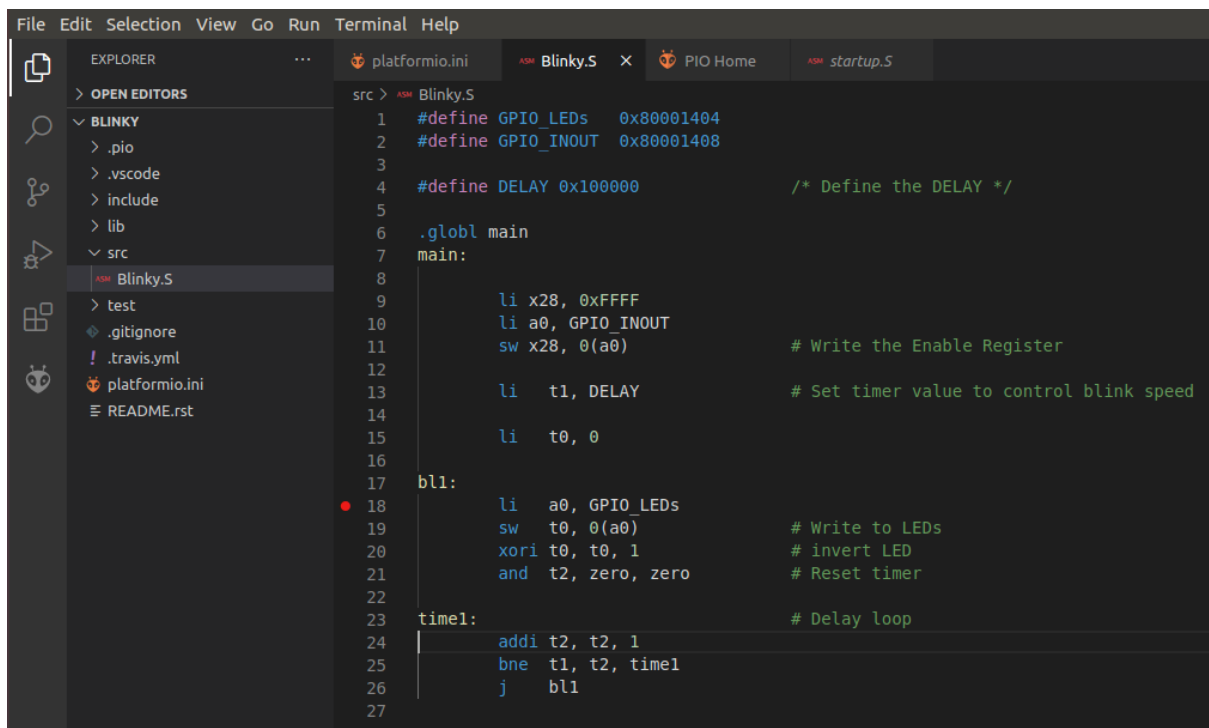 File Edit Selection View Go Run Terminal Help
EXPLORER ...
> OPEN EDITORS
BLINKY
> .pio
> .vscode
> include
> lib
src
ASM Blinky.S
> test
.gitignore
! .travis.yml
platformio.ini
README.rst
platformio.ini ASM Blinky.S × PIO Home ASM startup.S
src > ASM Blinky.S
1 #define GPIO_LEDs 0x80001404
2 #define GPIO_INOUT 0x80001408
3
4 #define DELAY 0x100000 /* Define the DELAY */
5
6 .globl main
7 main:
8
9 li x28, 0xFFFF
10 li a0, GPIO_INOUT
11 sw x28, 0(a0) # Write the Enable Register
12
13 li t1, DELAY # Set timer value to control blink speed
14
15 li t0, 0
16
17 bl1:
18 li a0, GPIO_LEDs
19 sw t0, 0(a0) # Write to LEDs
20 xori t0, t0, 1 # invert LED
21 and t2, zero, zero # Reset timer
22
23 time1: # Delay loop
24 addi t2, t2, 1
25 bne t1, t2, time1
26 j bl1
27